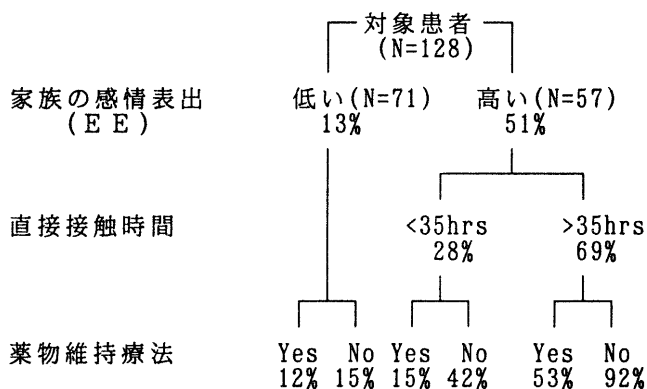 対象患者
(N=128)
家族の感情表出 低い(N=71) 高い(N=57)
(EE) 13% 51%
直接接触時間 <35hrs >35hrs
28% 69%
薬物維持療法 Yes No Yes No Yes No
12% 15% 15% 42% 53% 92%